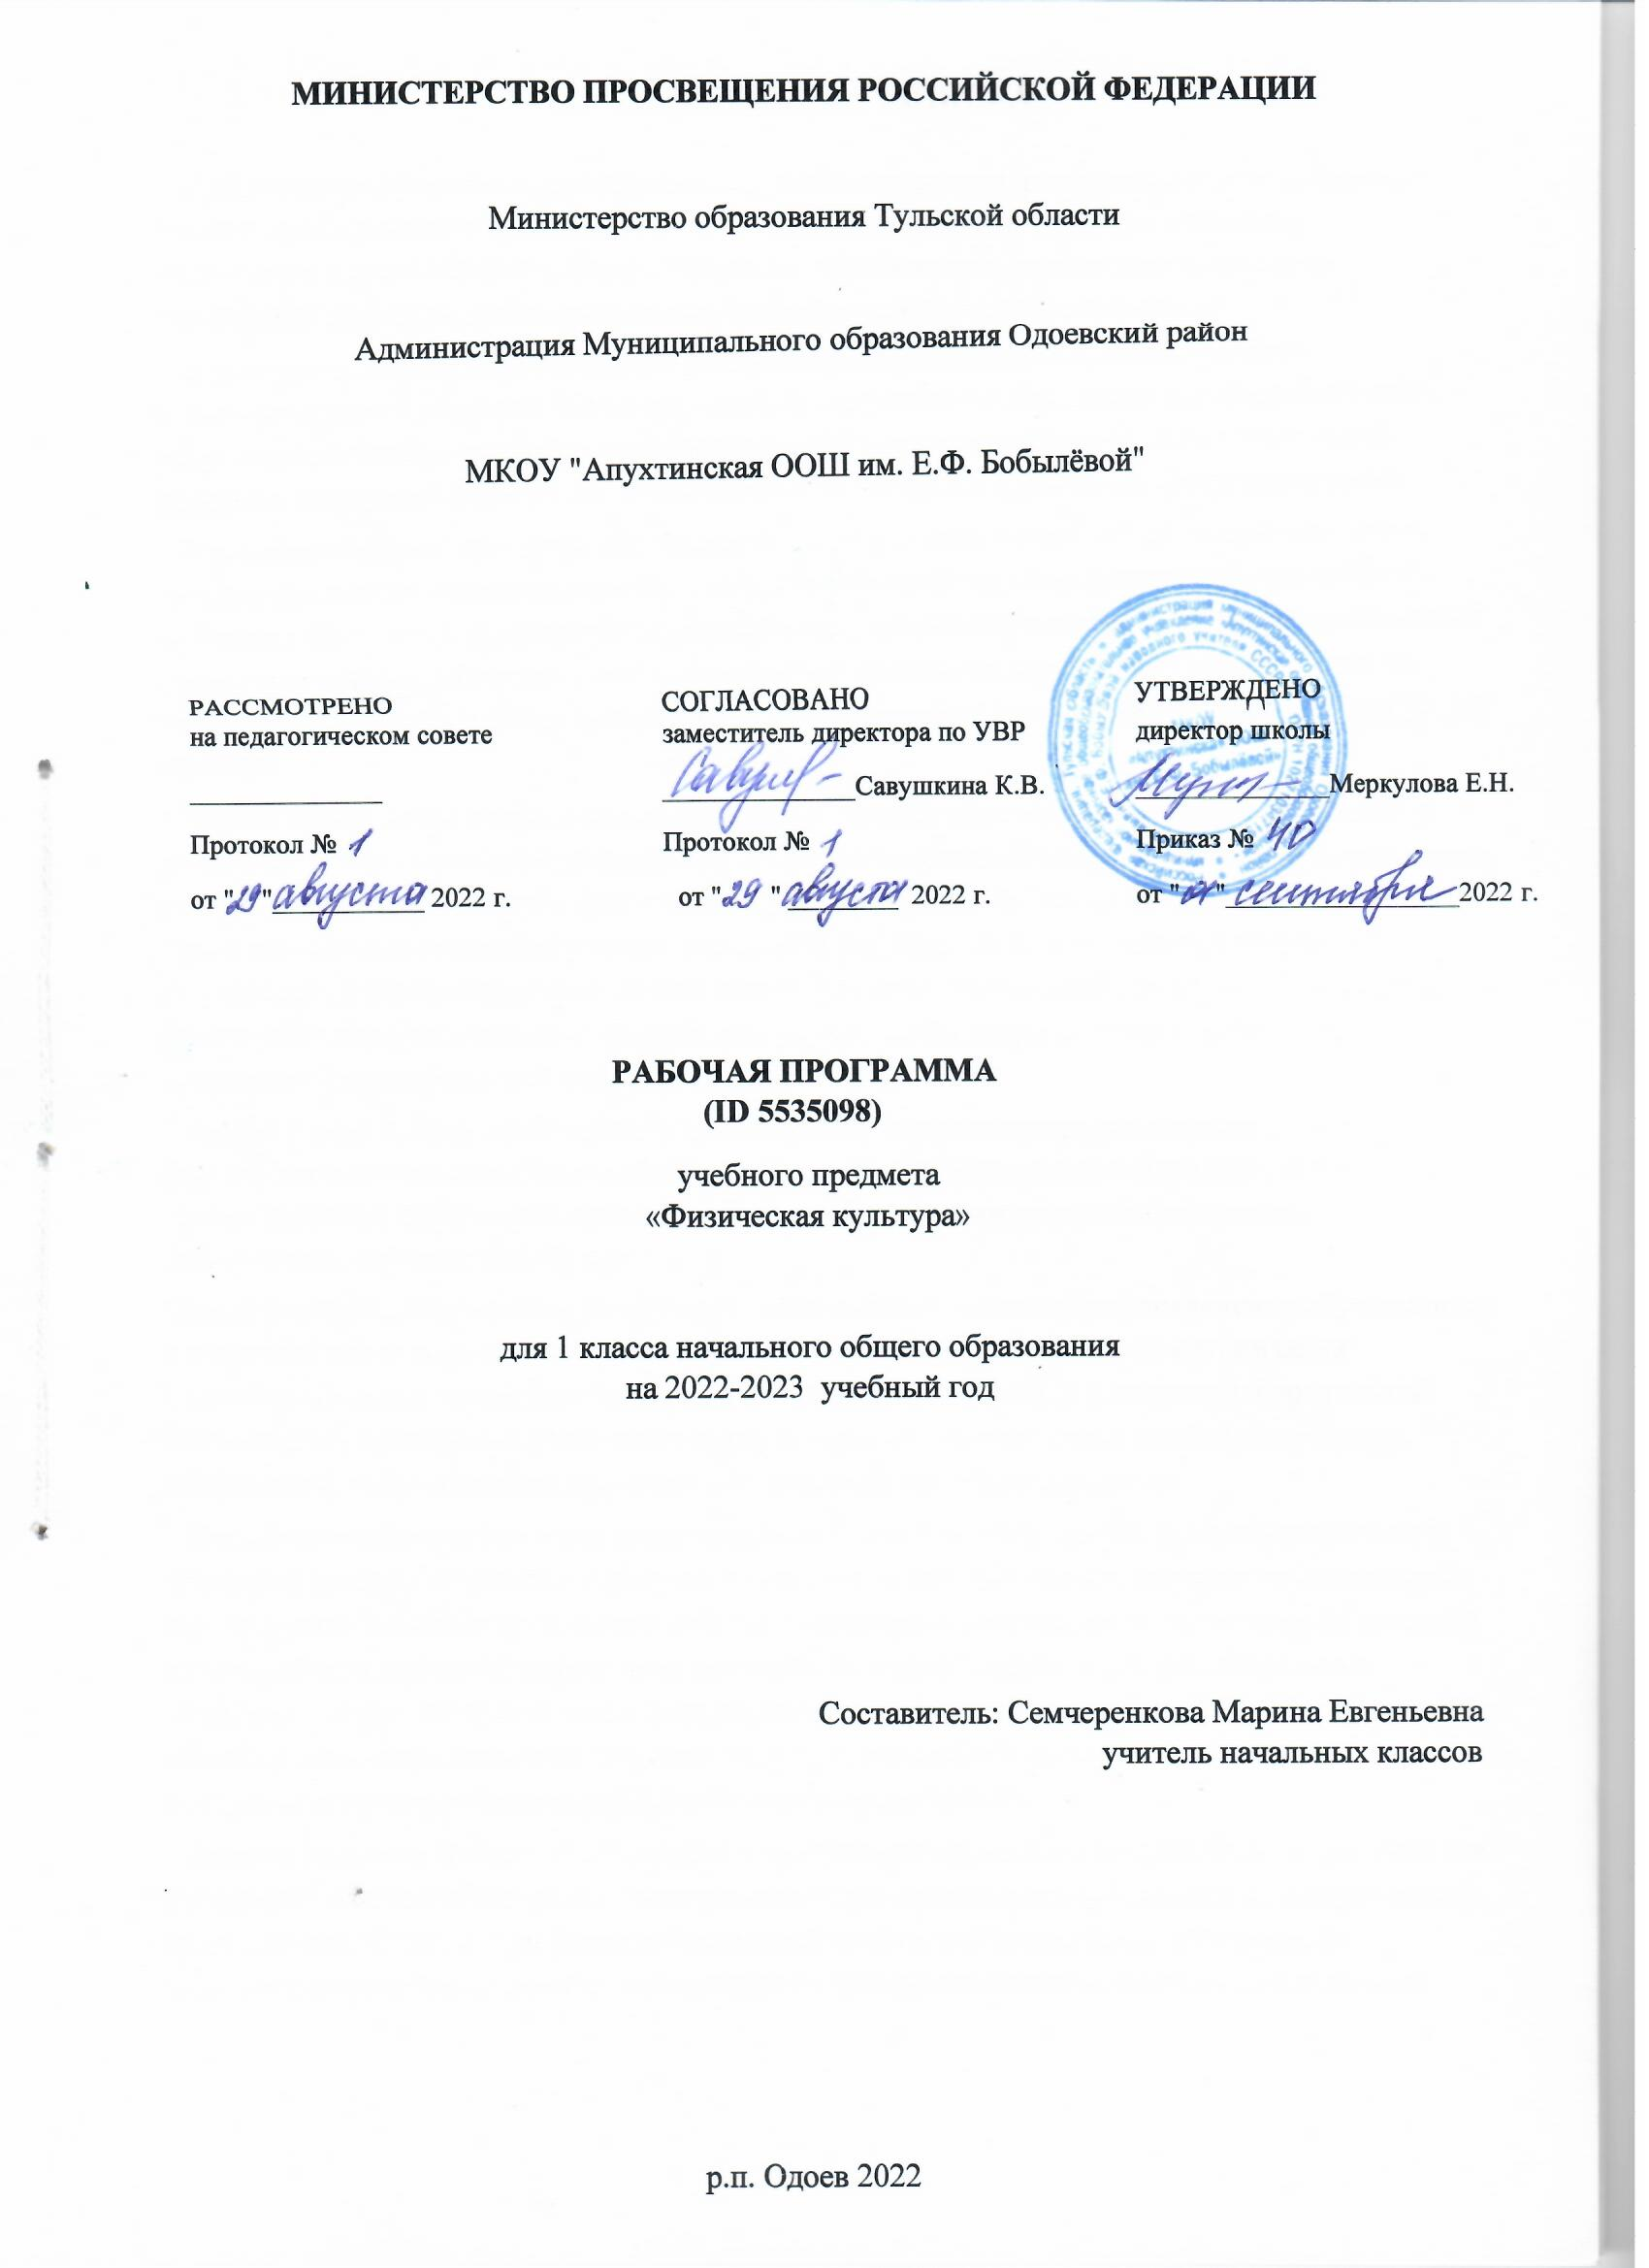 МИНИСТЕРСТВО ПРОСВЕЩЕНИЯ РОССИЙСКОЙ ФЕДЕРАЦИИ
Министерство образования Тульской области
Администрация Муниципального образования Одоевский район
МКОУ "Апухтинская ООШ им. Е.Ф. Бобылёвой"
РАССМОТРЕНО
на педагогическом совете
Протокол № 1
от "29" августа 2022 г.
СОГЛАСОВАНО
заместитель директора по УВР
Савушкина К.В.
Протокол № 1
от "29 " августа 2022 г.
УТВЕРЖДЕНО
директор школы
Меркулова Е.Н.
Приказ № 40
от " " сентября 2022 г.
РАБОЧАЯ ПРОГРАММА
(ID 5535098)
учебного предмета
«Физическая культура»
для 1 класса начального общего образования
на 2022-2023 учебный год
Составитель: Семчеренкова Марина Евгеньевна
учитель начальных классов
р.п. Одоев 2022